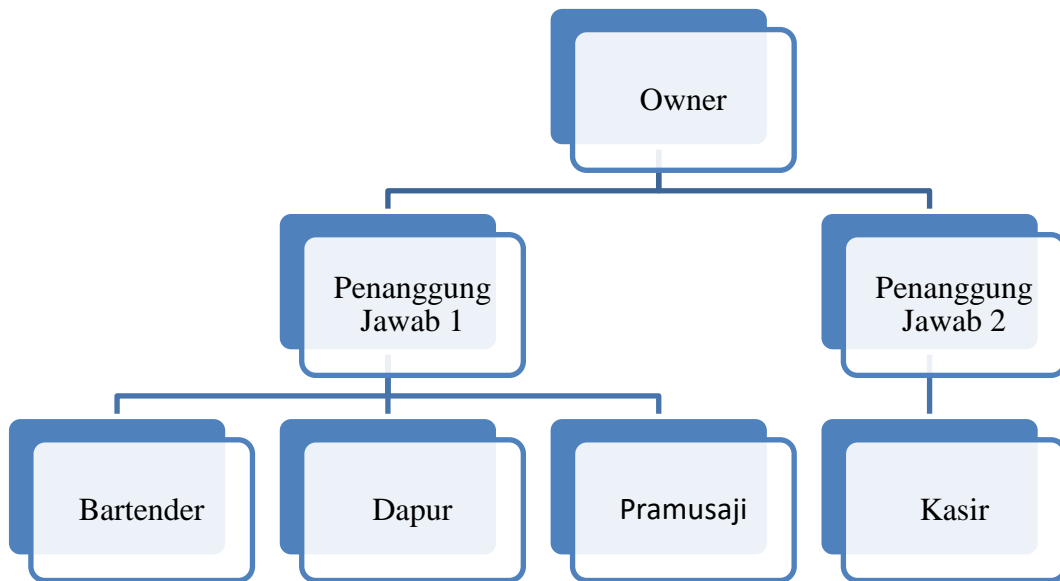 Owner
Penanggung
Jawab 1
Penanggung
Jawab 2
Bartender
Dapur
Pramusaji
Kasir